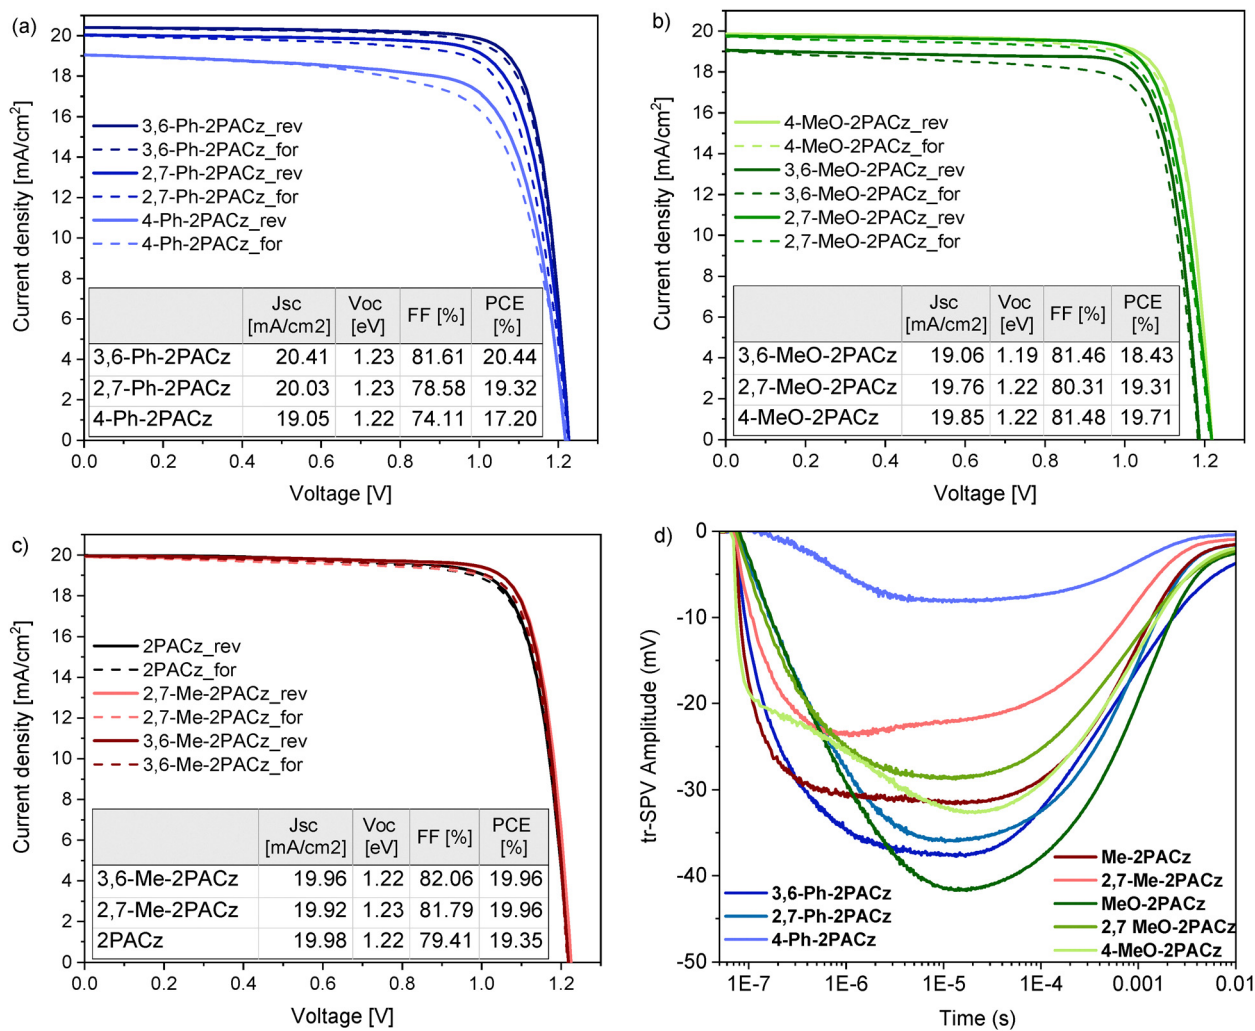 (a)
Current density [mA/cm²]
20
18
16
14
12
10
8
6
4
2
0
3,6-Ph-2PACz_rev
3,6-Ph-2PACz_for
2,7-Ph-2PACz_rev
2,7-Ph-2PACz_for
4-Ph-2PACz_rev
4-Ph-2PACz_for
Jsc [mA/cm2] Voc [eV] FF [%] PCE [%]
3,6-Ph-2PACz 20.41 1.23 81.61 20.44
2,7-Ph-2PACz 20.03 1.23 78.58 19.32
4-Ph-2PACz 19.05 1.22 74.11 17.20
0.0 0.2 0.4 0.6 0.8 1.0 1.2
Voltage [V]
b)
Current density [mA/cm²]
20
18
16
14
12
10
8
6
4
2
0
4-MeO-2PACz_rev
4-MeO-2PACz_for
3,6-MeO-2PACz_rev
3,6-MeO-2PACz_for
2,7-MeO-2PACz_rev
2,7-MeO-2PACz_for
Jsc [mA/cm2] Voc [eV] FF [%] PCE [%]
3,6-MeO-2PACz 19.06 1.19 81.46 18.43
2,7-MeO-2PACz 19.76 1.22 80.31 19.31
4-MeO-2PACz 19.85 1.22 81.48 19.71
0.0 0.2 0.4 0.6 0.8 1.0 1.2
Voltage [V]
c)
Current density [mA/cm²]
20
18
16
14
12
10
8
6
4
2
0
2PACz_rev
2PACz_for
2,7-Me-2PACz_rev
2,7-Me-2PACz_for
3,6-Me-2PACz_rev
3,6-Me-2PACz_for
Jsc [mA/cm2] Voc [eV] FF [%] PCE [%]
3,6-Me-2PACz 19.96 1.22 82.06 19.96
2,7-Me-2PACz 19.92 1.23 81.79 19.96
2PACz 19.98 1.22 79.41 19.35
0.0 0.2 0.4 0.6 0.8 1.0 1.2
Voltage [V]
d)
tr-SPV Amplitude (mV)
0
-10
-20
-30
-40
-50
3,6-Ph-2PACz
2,7-Ph-2PACz
4-Ph-2PACz
Me-2PACz
2,7-Me-2PACz
MeO-2PACz
2,7 MeO-2PACz
4-MeO-2PACz
1E-7 1E-6 1E-5 1E-4 0.001 0.01
Time (s)